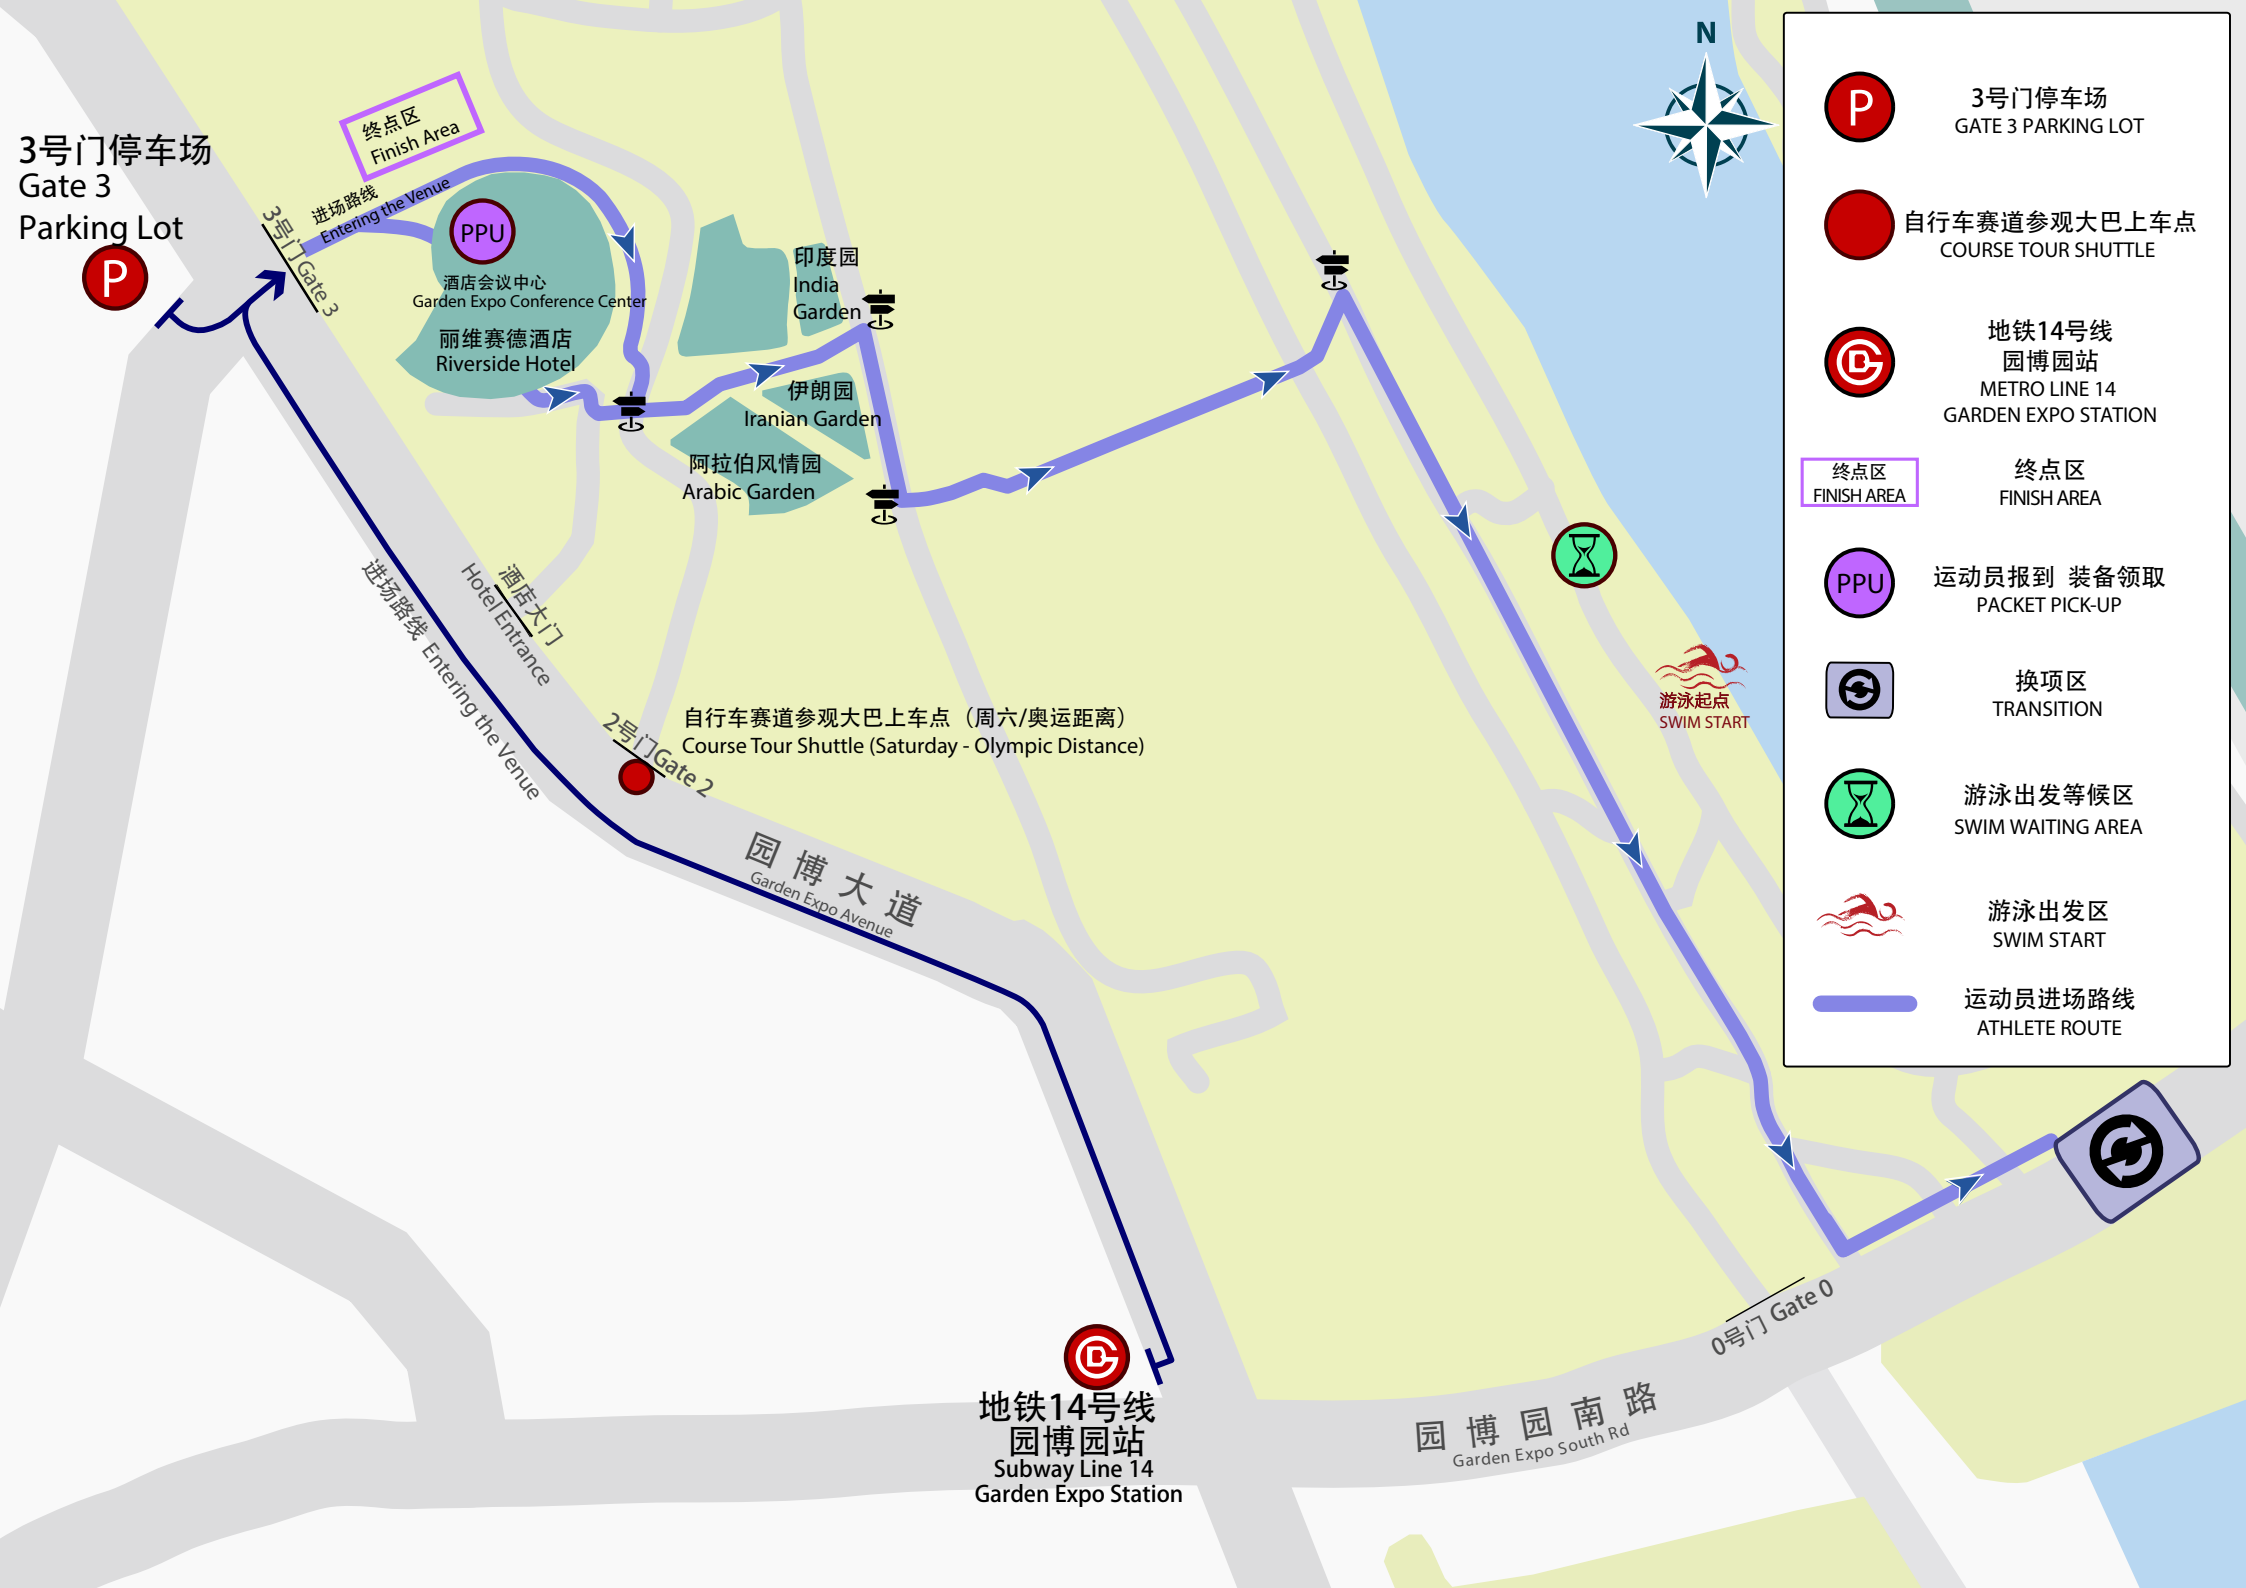 3号门停车场
Gate 3
Parking Lot
P
终点区
Finish Area
进场路线
Entering the Venue
3号门 Gate 3
PPU
酒店会议中心
Garden Expo Conference Center
丽维赛德酒店
Riverside Hotel
印度园
India
Garden
伊朗园
Iranian Garden
阿拉伯风情园
Arabic Garden
酒店大门
Hotel Entrance
进场路线 Entering the Venue
2号门Gate 2
自行车赛道参观大巴上车点（周六/奥运距离）
Course Tour Shuttle (Saturday - Olympic Distance)
园博大道
Garden Expo Avenue
游泳起点
SWIM START
地铁14号线
园博园站
Subway Line 14
Garden Expo Station
园博园南路
Garden Expo South Rd
0号门 Gate 0
N
P
3号门停车场
GATE 3 PARKING LOT
自行车赛道参观大巴上车点
COURSE TOUR SHUTTLE
地铁14号线
园博园站
METRO LINE 14
GARDEN EXPO STATION
终点区
FINISH AREA
终点区
FINISH AREA
PPU
运动员报到 装备领取
PACKET PICK-UP
换项区
TRANSITION
游泳出发等候区
SWIM WAITING AREA
游泳出发区
SWIM START
运动员进场路线
ATHLETE ROUTE